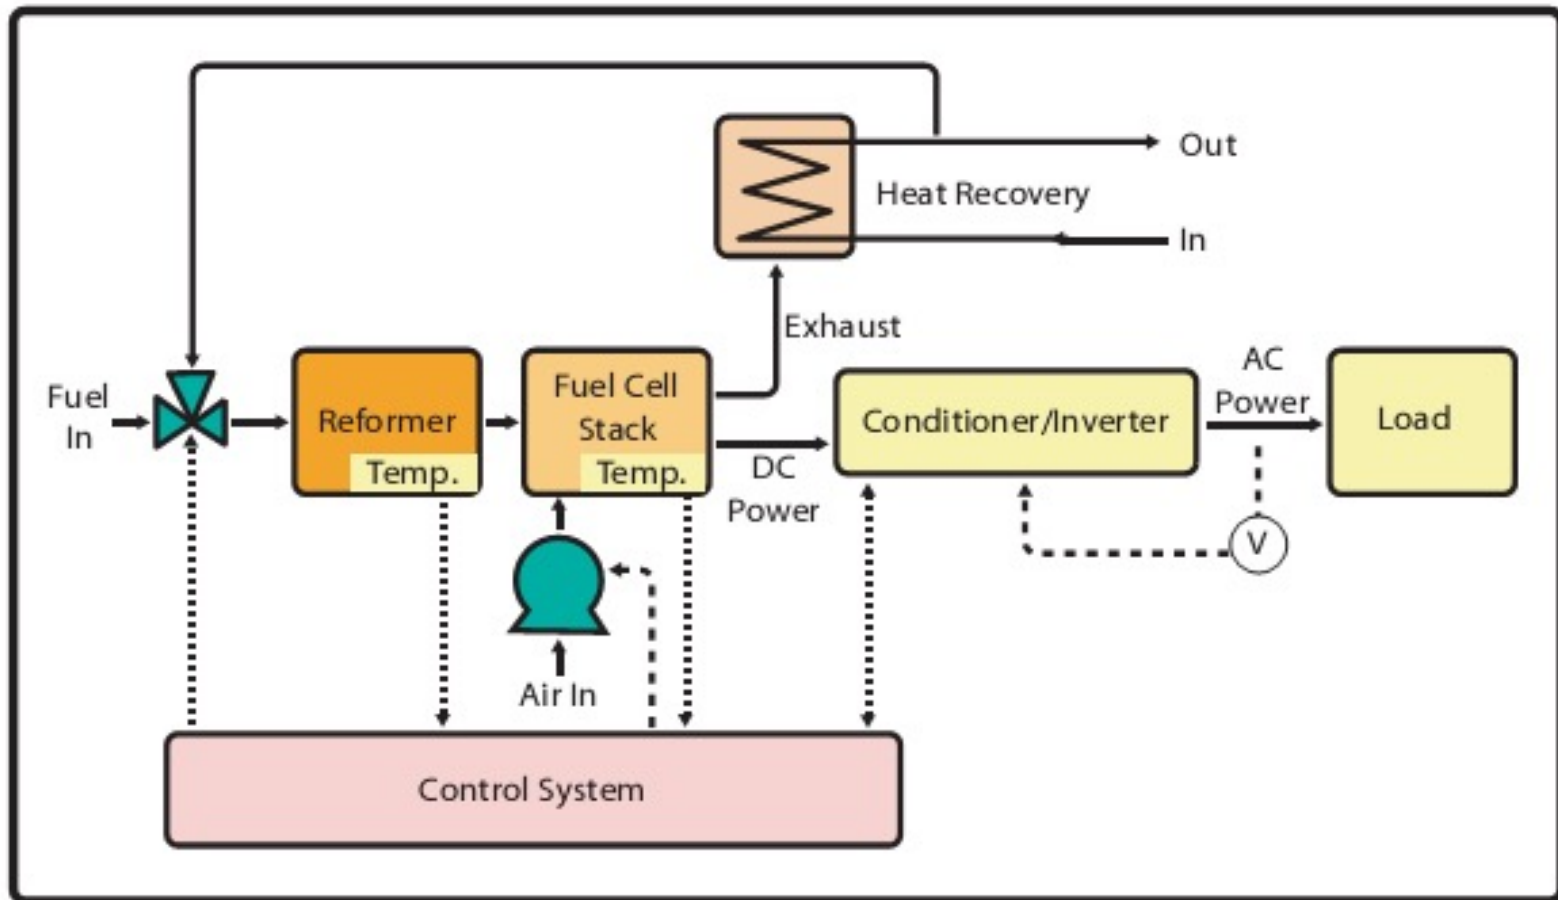 Out
Heat Recovery
In
Exhaust
Fuel
In
Reformer
Temp.
Fuel Cell
Stack
Temp.
DC
Power
Conditioner/Inverter
AC
Power
Load
V
Air In
Control System